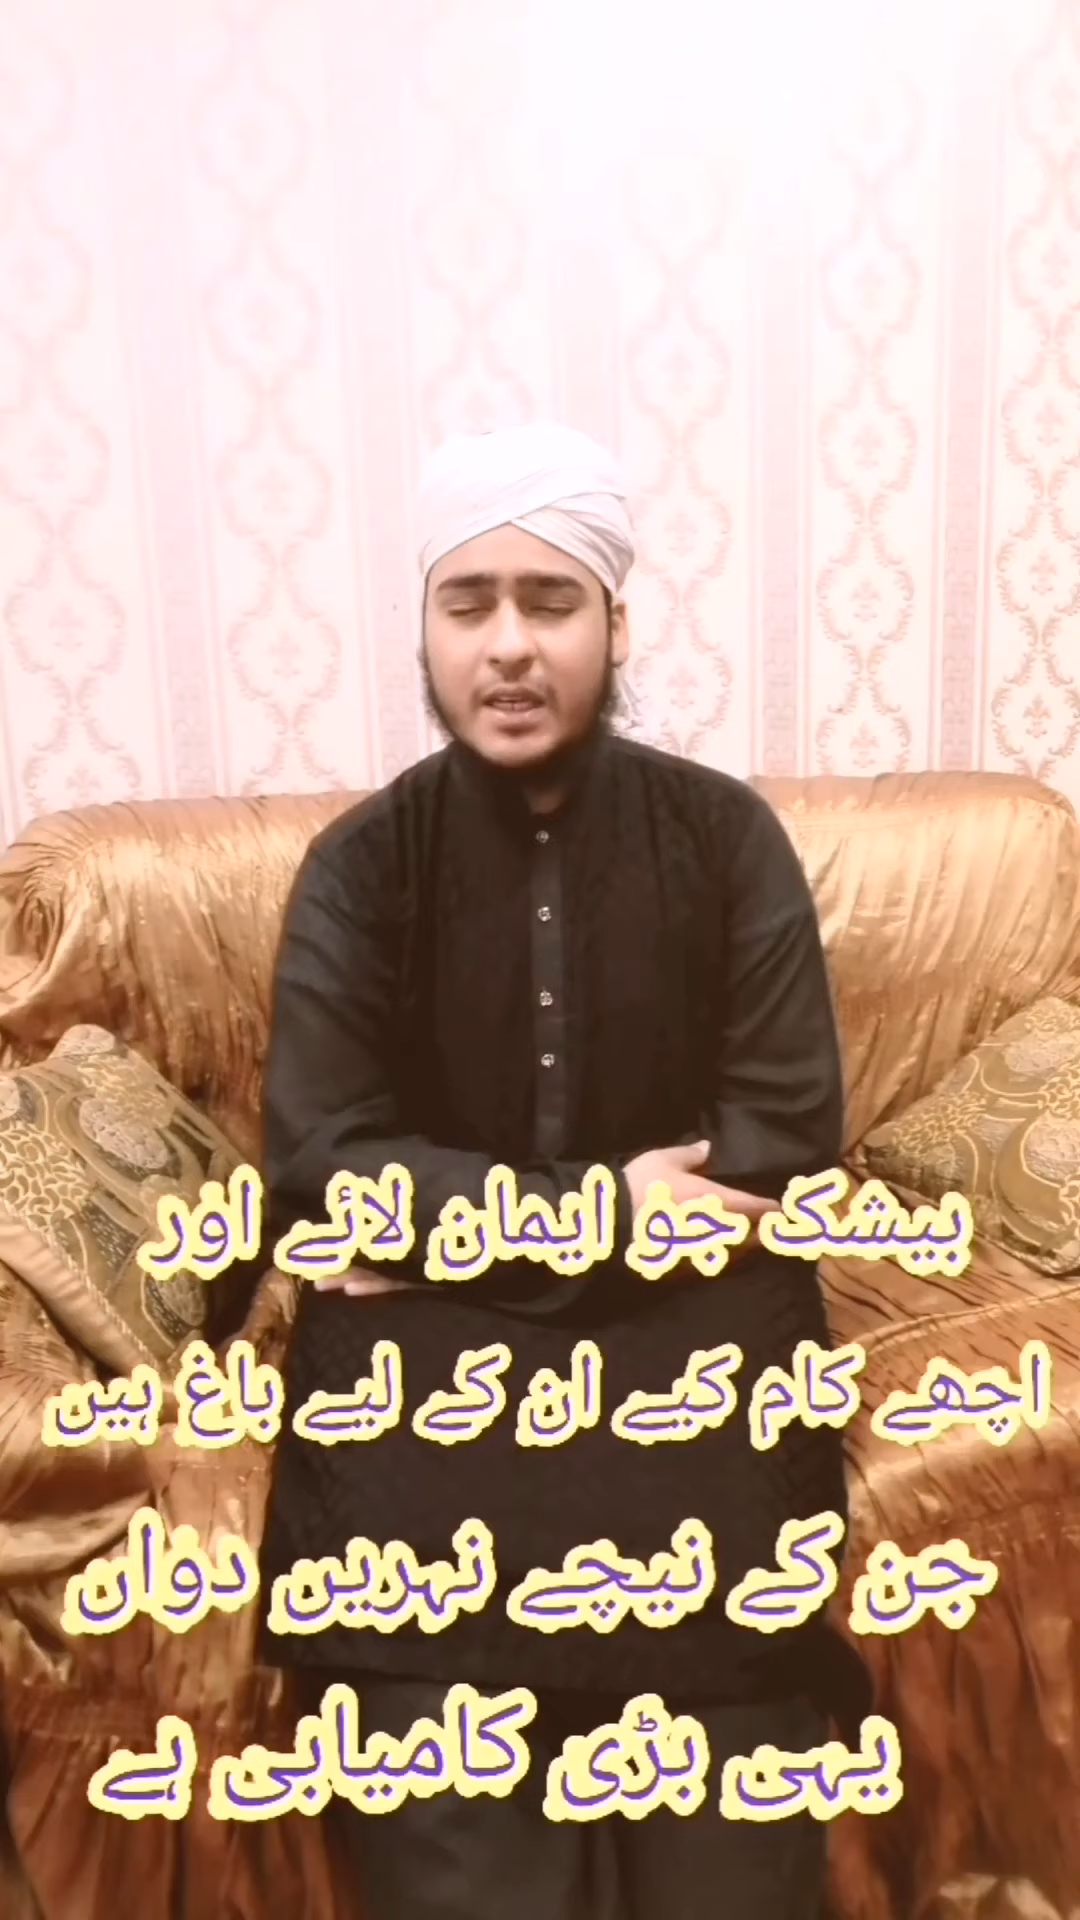 بیشک جو ایمان لائے اور
اچھے کام کیے ان کے لیے باغ ہیں
جن کے نیچے نہریں دواں
یہی بڑی کامیابی ہے